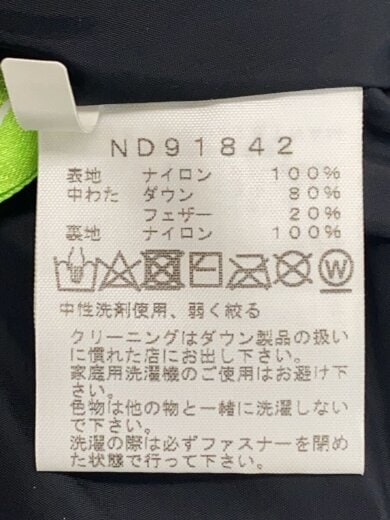 ND91842
表地 ナイロン 100%
中わた ダウン 80%
フェザー 20%
裏地 ナイロン 100%
W
中性洗剤使用、弱く絞る
クリーニングはダウン製品の扱い
に慣れた店にお出し下さい。
家庭用洗濯機のご使用はお避け下
さい。
色物は他の物と一緒に洗濯しない
で下さい。
洗濯の際は必ずファスナーを閉め
た状態で行って下さい。